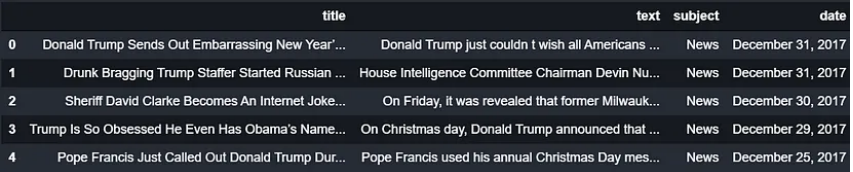 title text subject date
0 Donald Trump Sends Out Embarrassing New Year’... Donald Trump just couldn t wish all Americans ... News December 31, 2017
1 Drunk Bragging Trump Staffer Started Russian ... House Intelligence Committee Chairman Devin Nu... News December 31, 2017
2 Sheriff David Clarke Becomes An Internet Joke... On Friday, it was revealed that former Milwauk... News December 30, 2017
3 Trump Is So Obsessed He Even Has Obama’s Name... On Christmas day, Donald Trump announced that ... News December 29, 2017
4 Pope Francis Just Called Out Donald Trump Dur... Pope Francis used his annual Christmas Day mes... News December 25, 2017